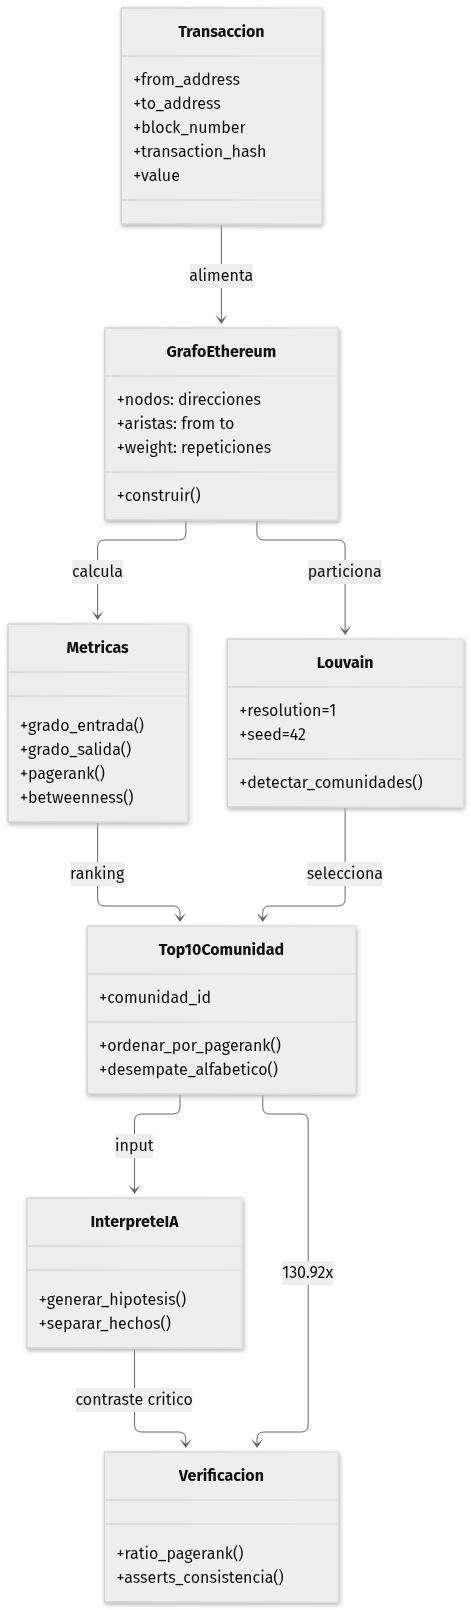 Transaccion
+from_address
+to_address
+block_number
+transaction_hash
+value
alimenta
GrafoEthereum
+nodos: direcciones
+aristas: from to
+weight: repeticiones
+construir()
calcula
particiona
Metricas
+grado_entrada()
+grado_salida()
+pagerank()
+betweenness()
Louvain
+resolution=1
+seed=42
+detectar_comunidades()
ranking
selecciona
Top10Comunidad
+comunidad_id
+ordenar_por_pagerank()
+desempate_alfabetico()
input
InterpreteIA
+generar_hipotesis()
+separar_hechos()
130.92x
contraste critico
Verificacion
+ratio_pagerank()
+asserts_consistencia()